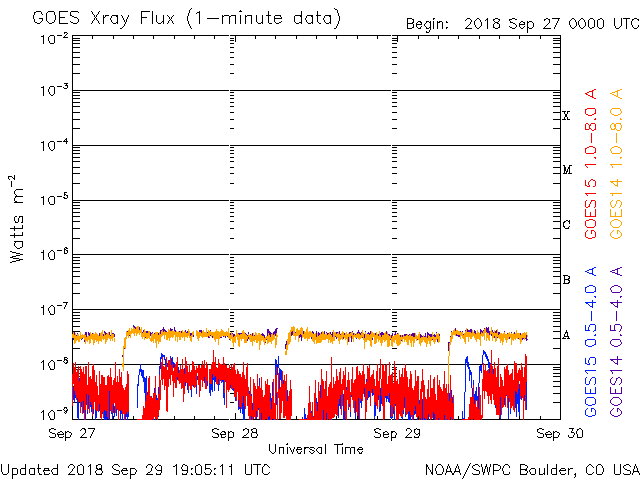 GOES Xray Flux (1-minute data)
Begin: 2018 Sep 27 0000 UTC
Watts m⁻²
10⁻²
10⁻³
10⁻⁴
10⁻⁵
10⁻⁶
10⁻⁷
10⁻⁸
10⁻⁹
X
M
C
B
A
GOES15 1.0-8.0 A
GOES14 1.0-8.0 A
GOES15 0.5-4.0 A
GOES14 0.5-4.0 A
Sep 27
Sep 28
Sep 29
Sep 30
Universal Time
Updated 2018 Sep 29 19:05:11 UTC
NOAA/SWPC Boulder, CO USA